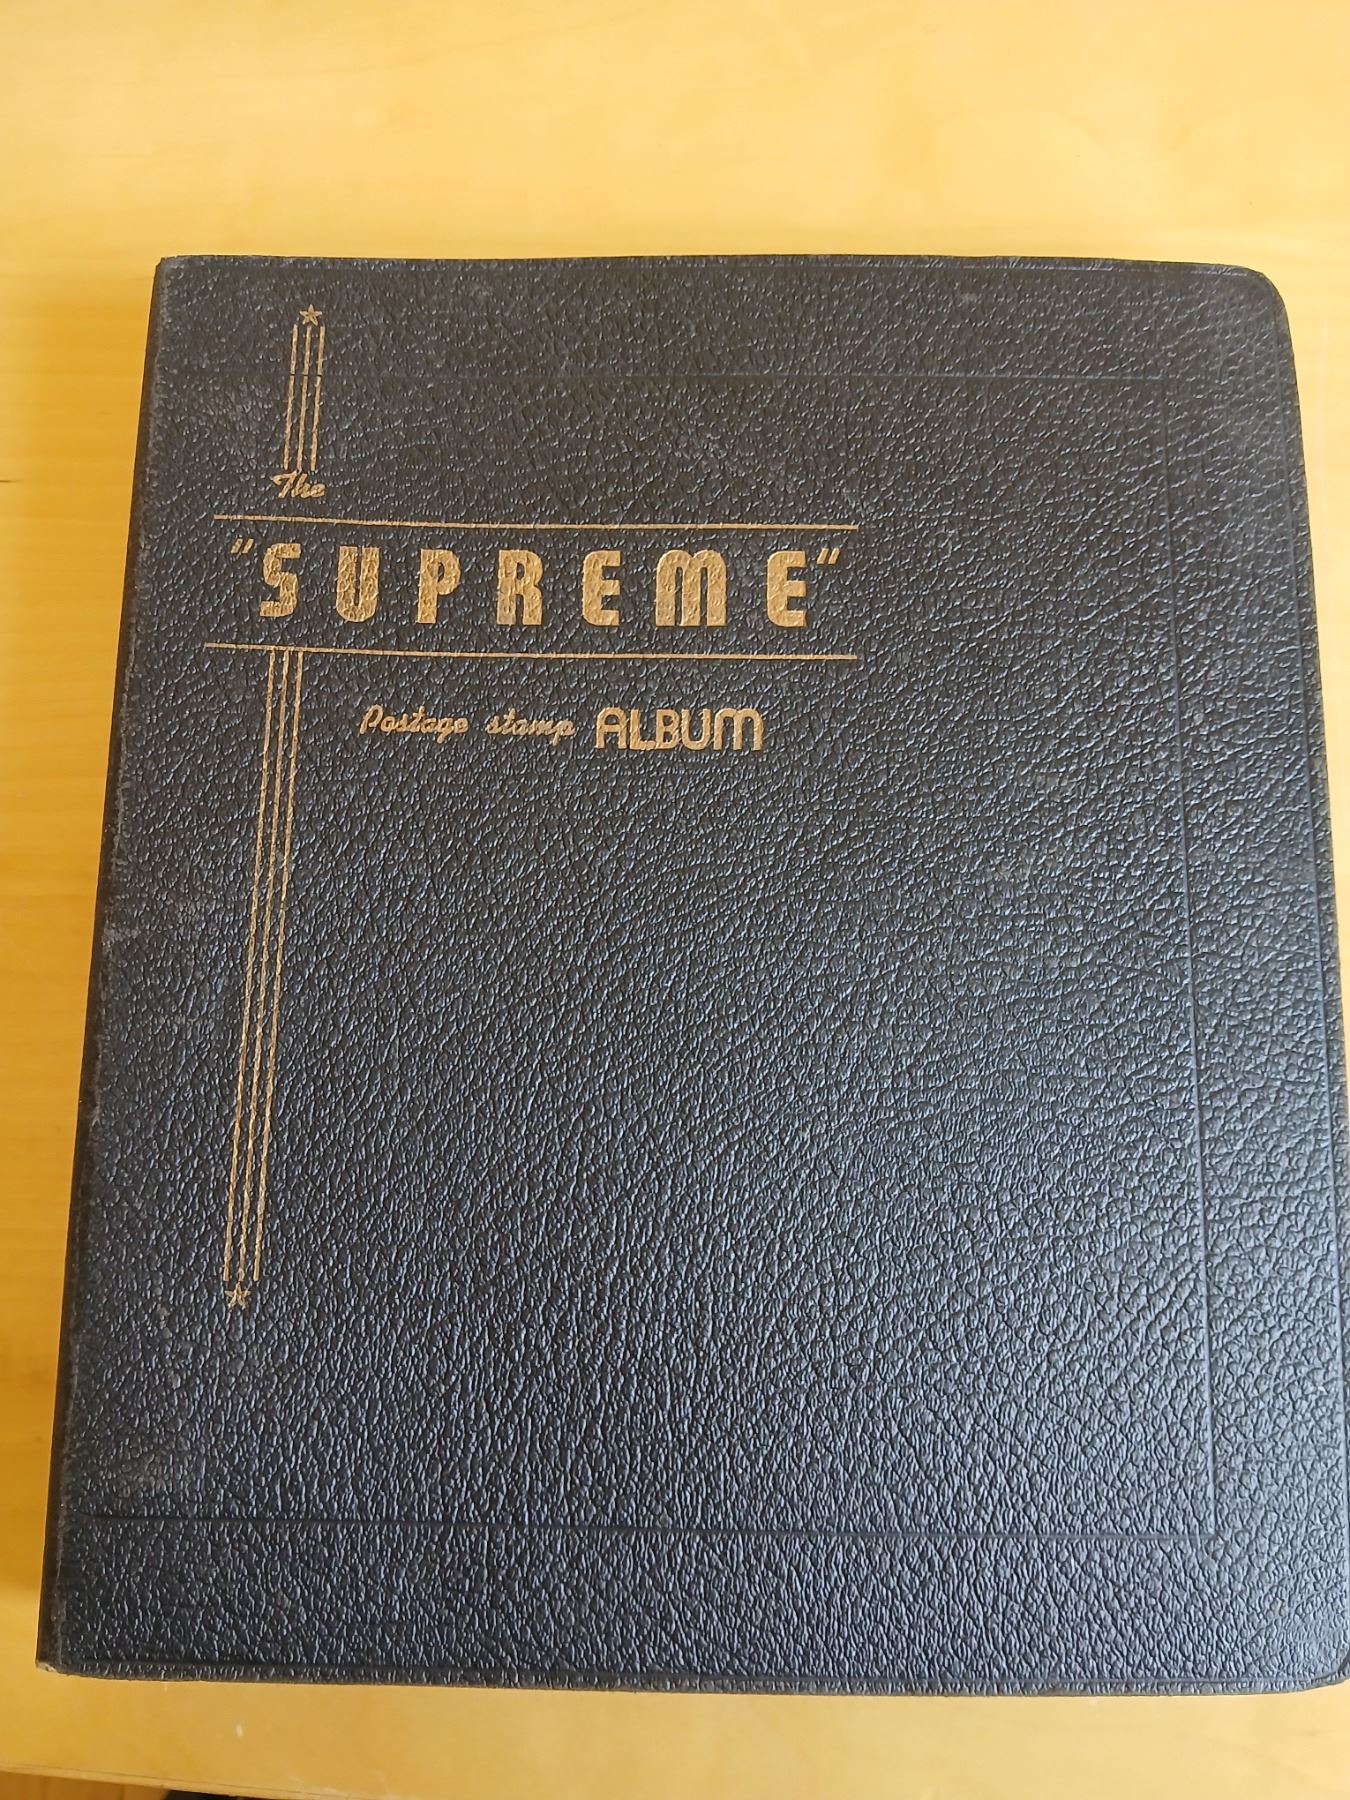 The
"SUPREME"
Postage stamp ALBUM